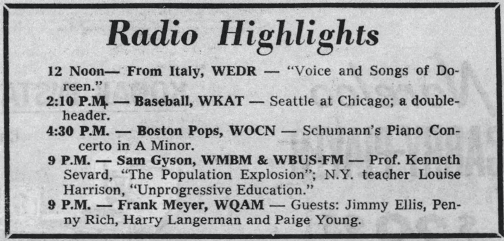 Radio Highlights
12 Noon— From Italy, WEDR — "Voice and Songs of Do-
reen."
2:10 P.M. — Baseball, WKAT — Seattle at Chicago; a double-
header.
4:30 P.M. — Boston Pops, WOCN — Schumann's Piano Con-
certo in A Minor.
9 P.M. — Sam Gyson, WMBM & WBUS-FM — Prof. Kenneth
Sevard, "The Population Explosion"; N.Y. teacher Louise
Harrison, "Unprogressive Education."
9 P.M. — Frank Meyer, WQAM — Guests: Jimmy Ellis, Pen-
ny Rich, Harry Langerman and Paige Young.